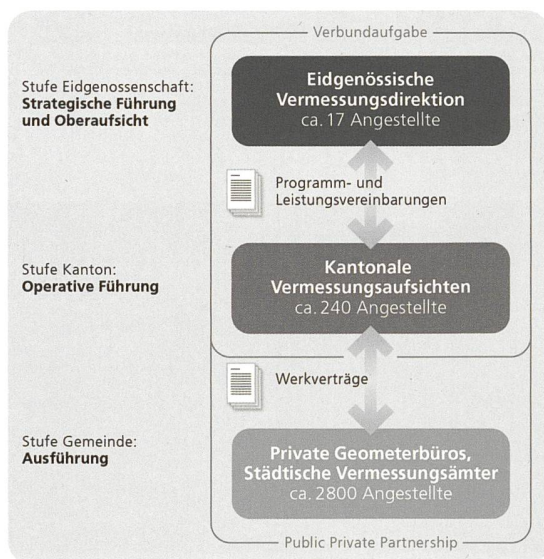 Verbundaufgabe
Stufe Eidgenossenschaft:
Strategische Führung
und Oberaufsicht
Eidgenössische
Vermessungsdirektion
ca. 17 Angestellte
Programm- und
Leistungsvereinbarungen
Stufe Kanton:
Operative Führung
Kantonale
Vermessungsaufsichten
ca. 240 Angestellte
Werkverträge
Stufe Gemeinde:
Ausführung
Private Geometerbüros,
Städtische Vermessungsämter
ca. 2800 Angestellte
Public Private Partnership